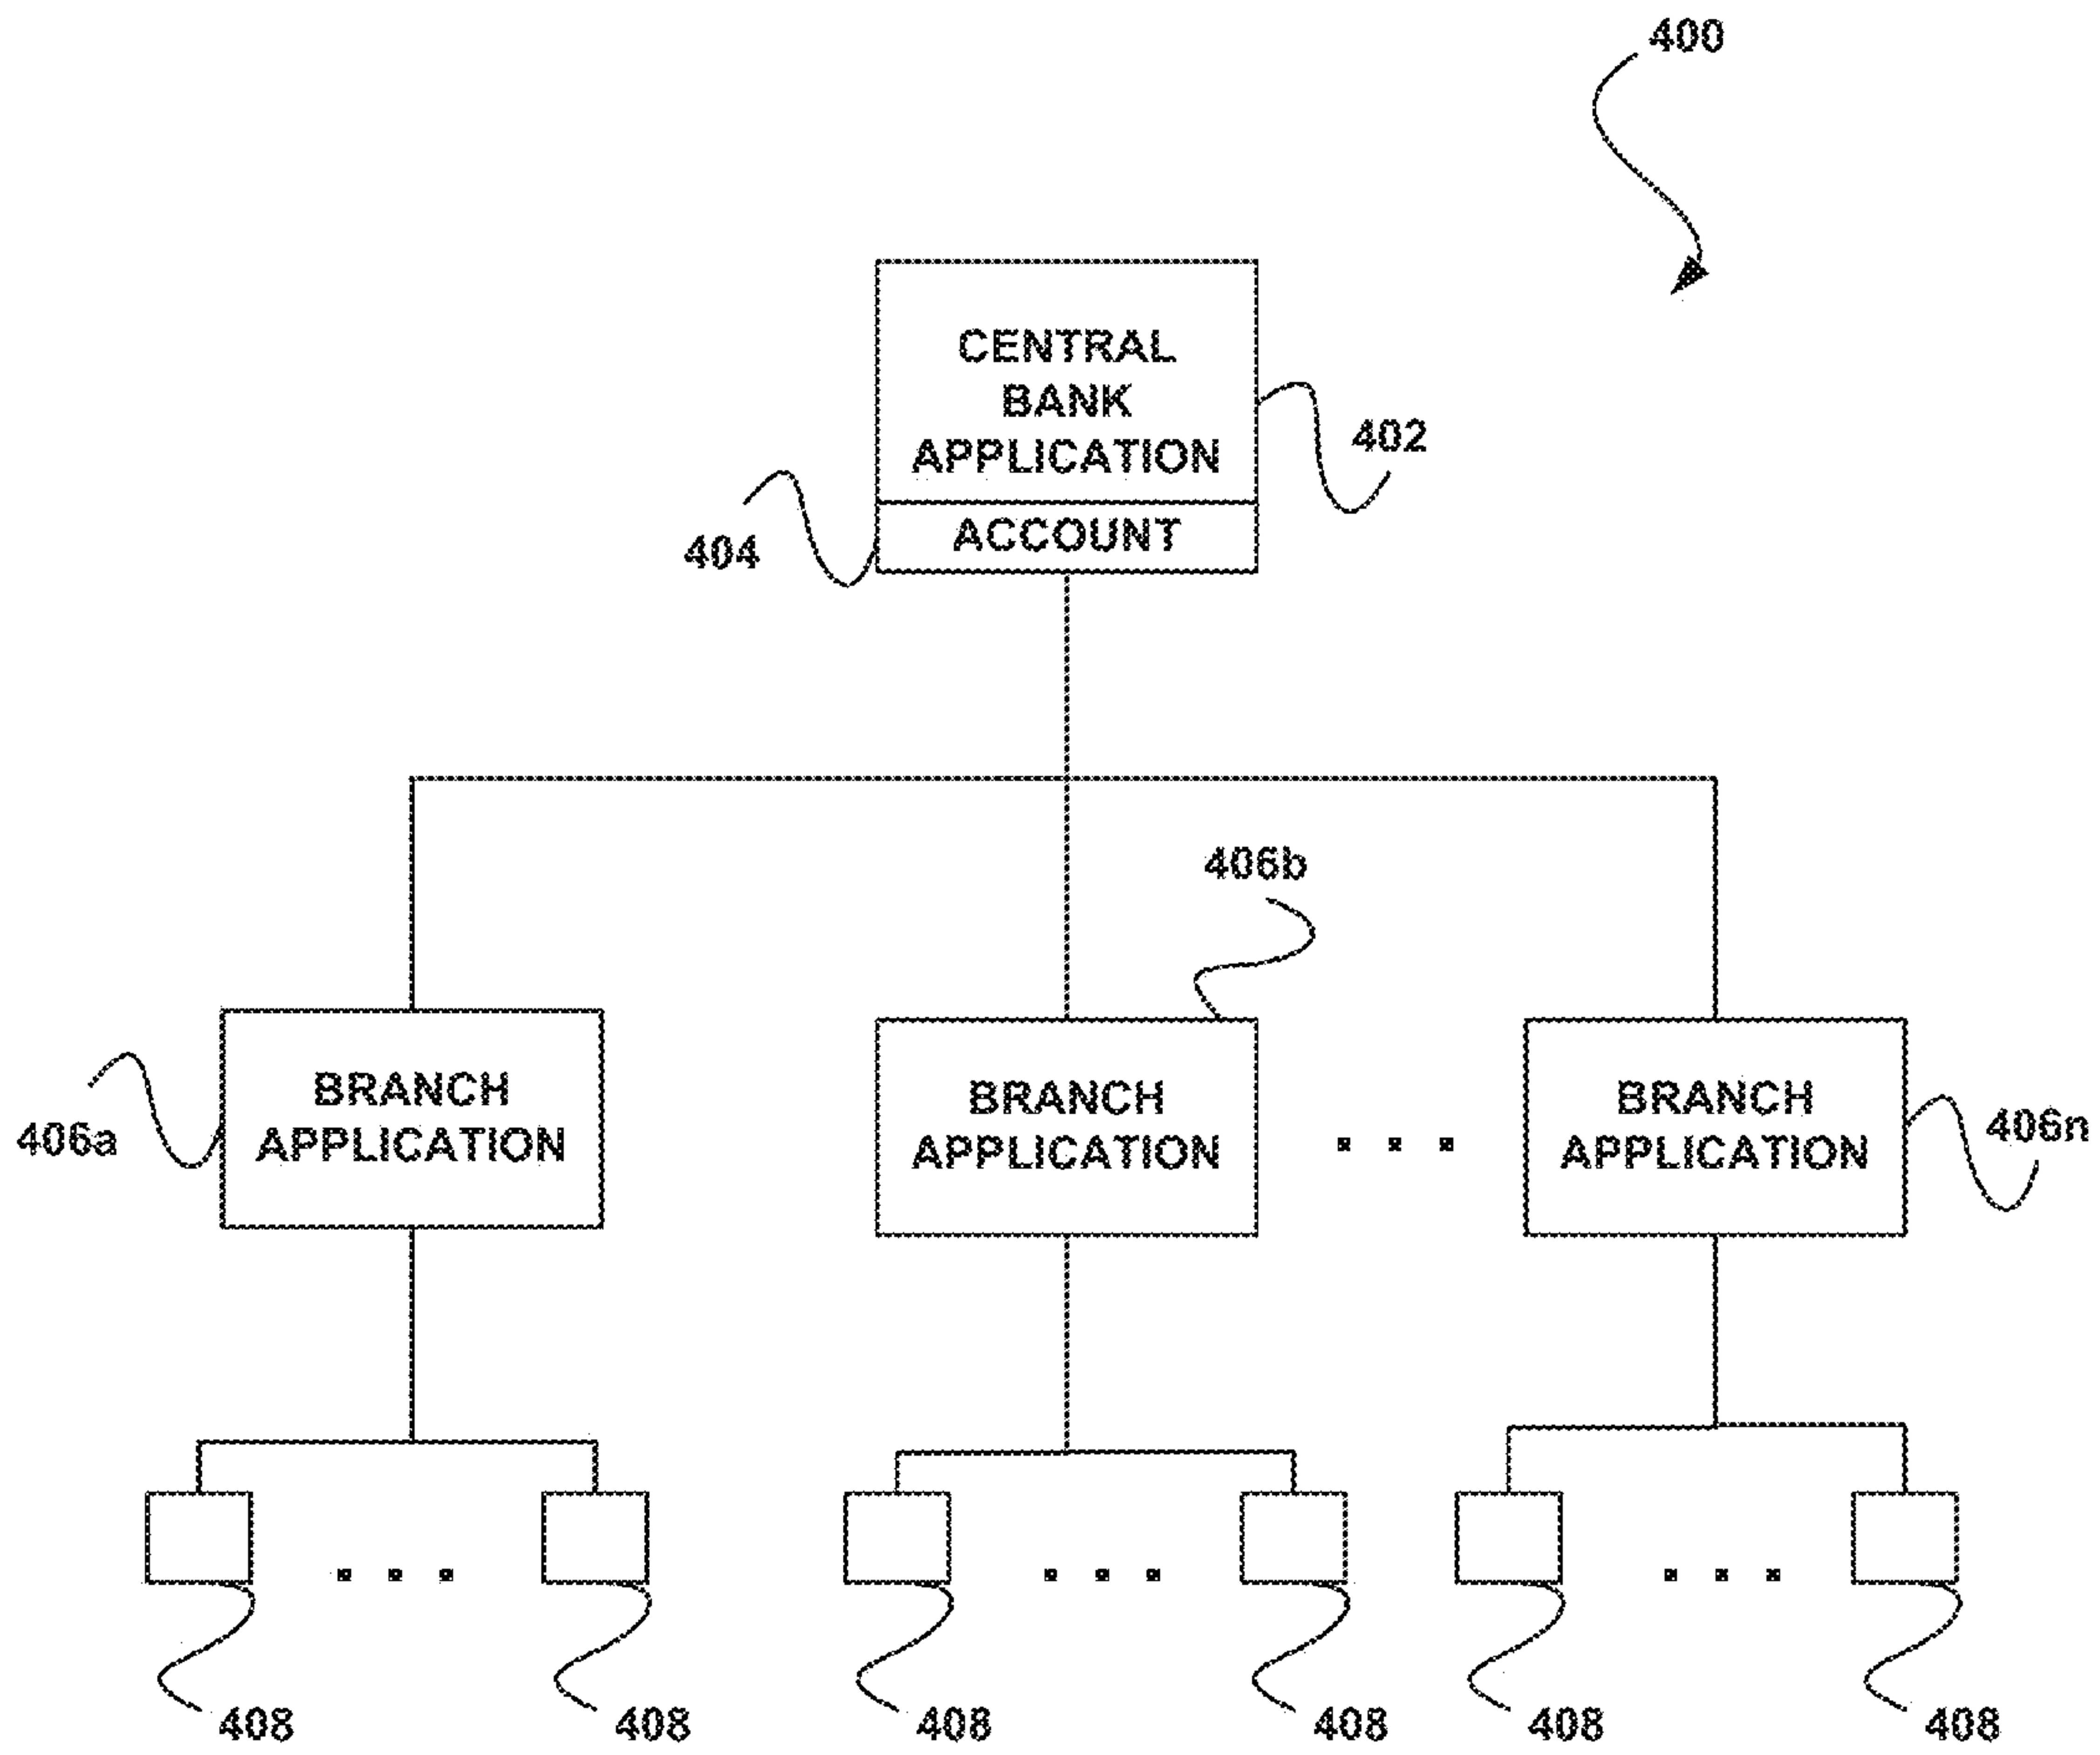 400
CENTRAL
BANK
APPLICATION
402
ACCOUNT
404
406b
BRANCH
APPLICATION
406a
BRANCH
APPLICATION
BRANCH
APPLICATION
406n
408
408
408
408
408
408